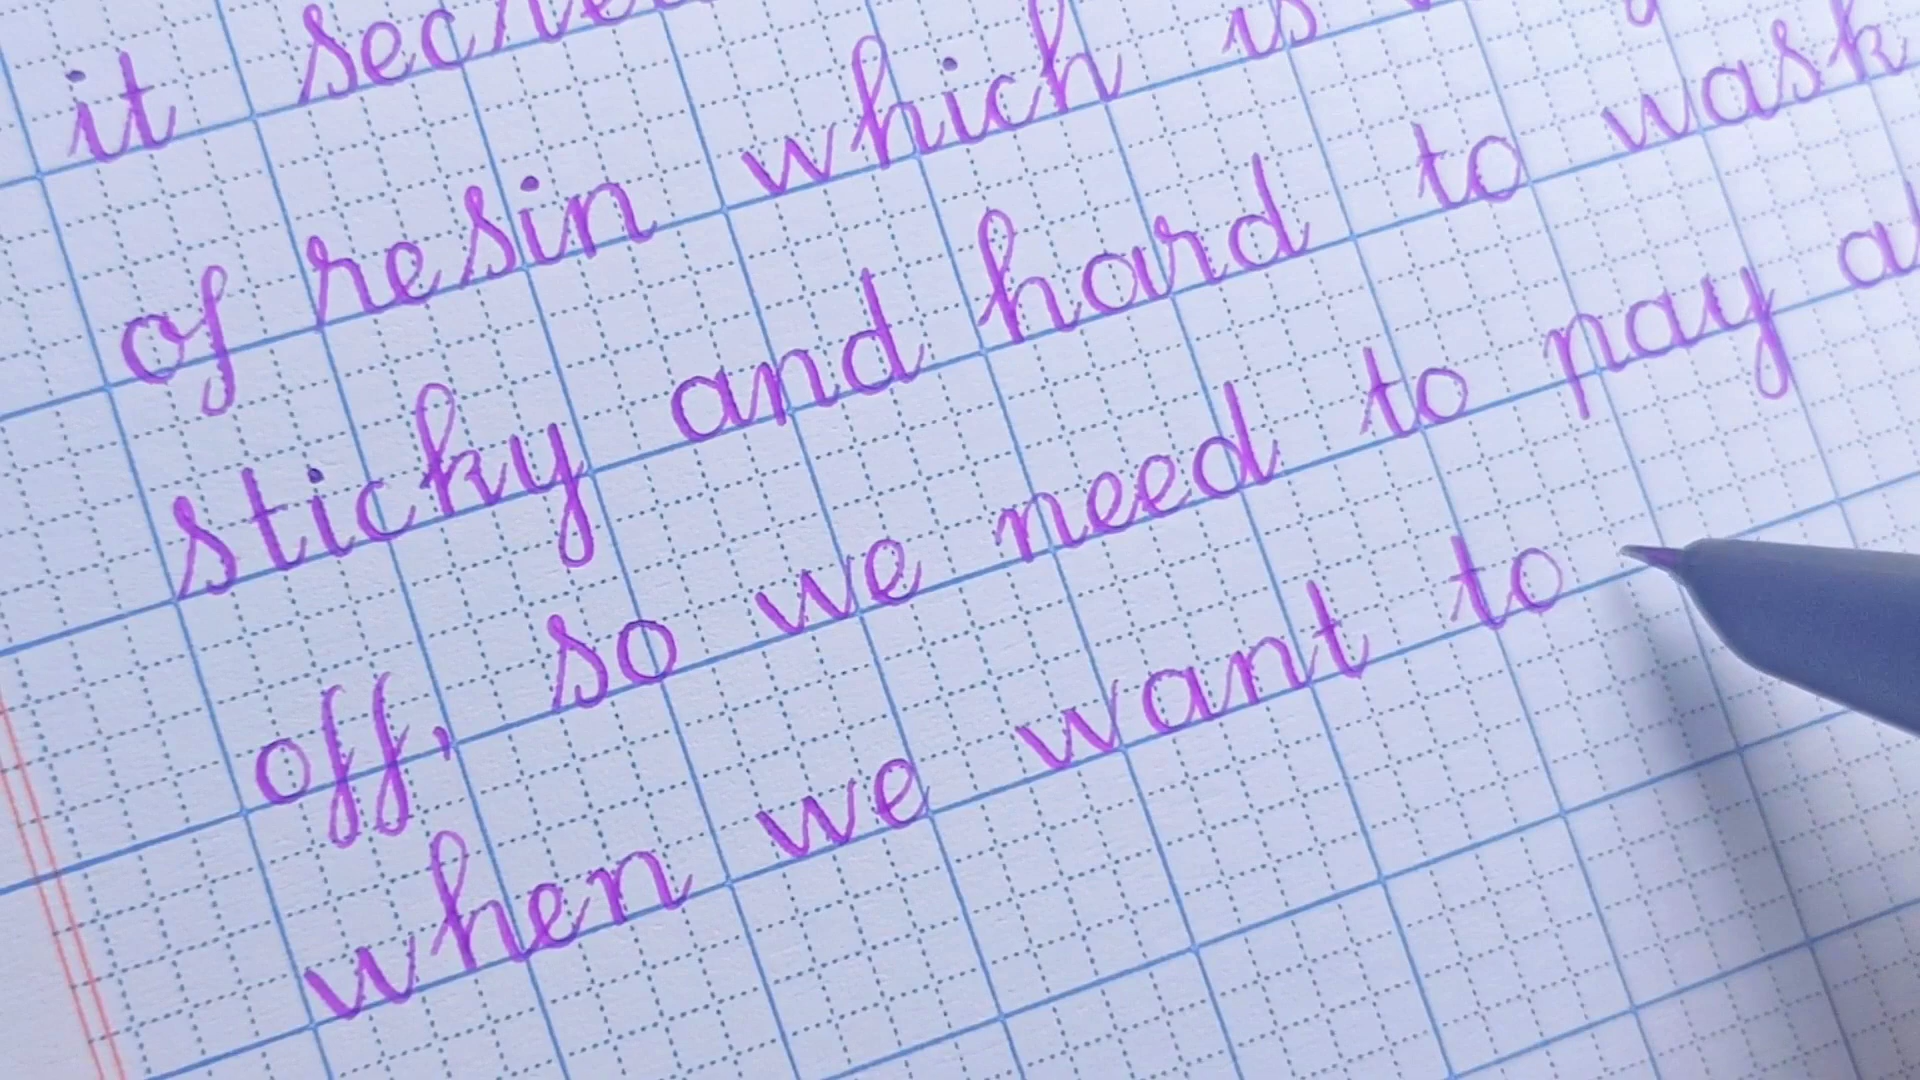 it
of resin which is
sticky and hard to wash
off, so we need to pay
when we want to